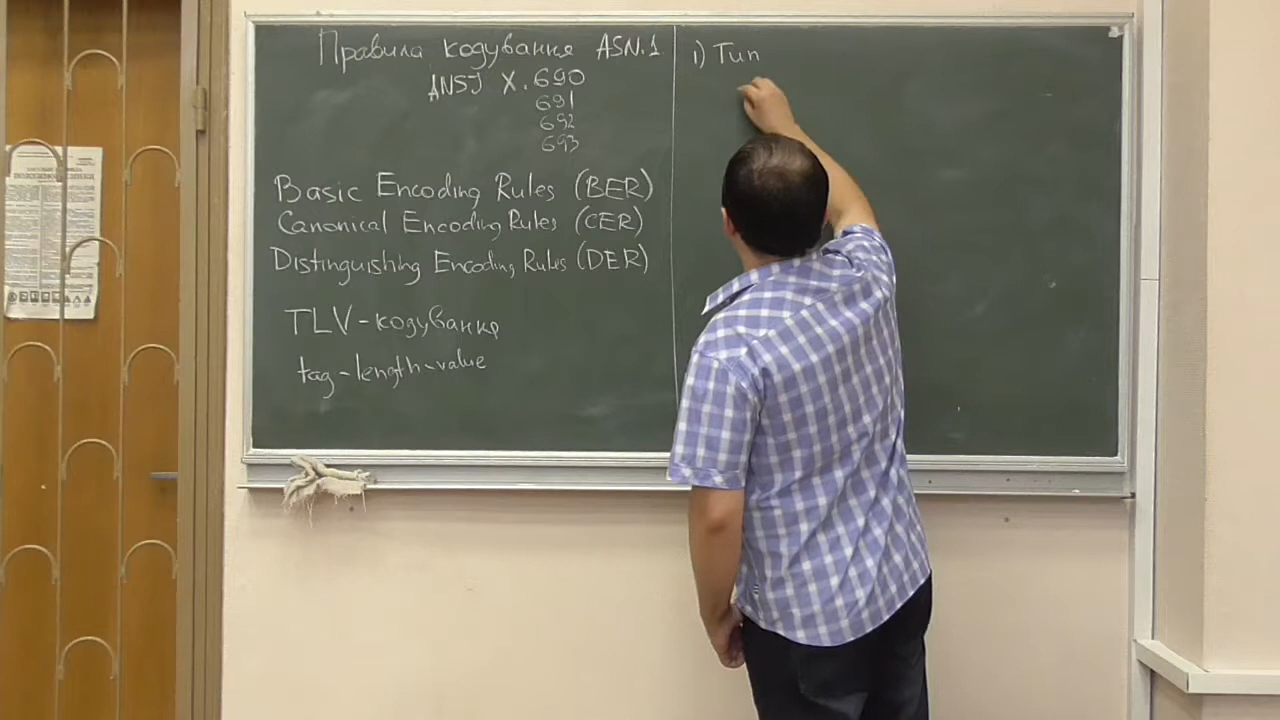 Правила кодування ASN.1
ANSI X.690
691
692
693
Basic Encoding Rules (BER)
Canonical Encoding Rules (CER)
Distinguishing Encoding Rules (DER)
TLV-кодування
tag-length-value
1) Тип